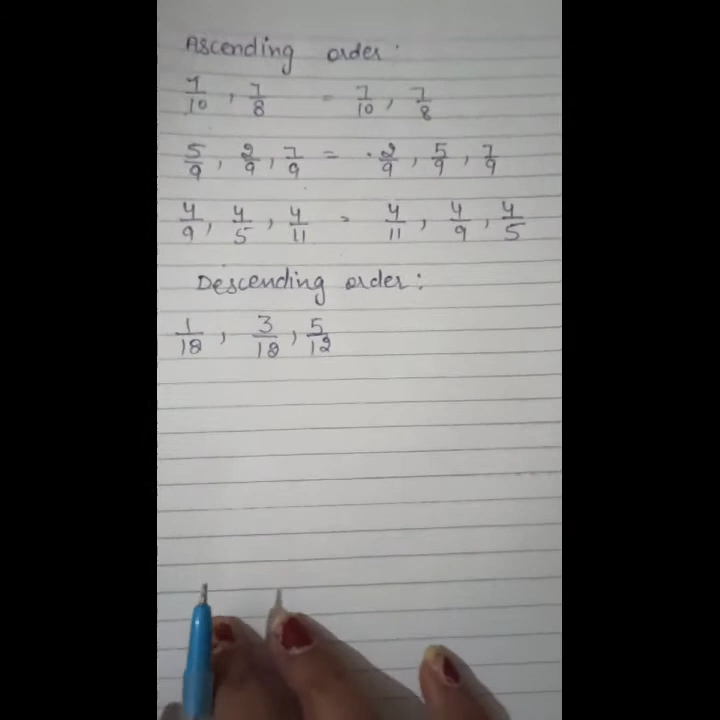 Ascending order:
7/10, 7/8 = 7/10, 7/8
5/9, 2/9, 7/9 = 2/9, 5/9, 7/9
4/9, 4/5, 4/11 = 4/11, 4/9, 4/5
Descending order:
1/18, 3/18, 5/12